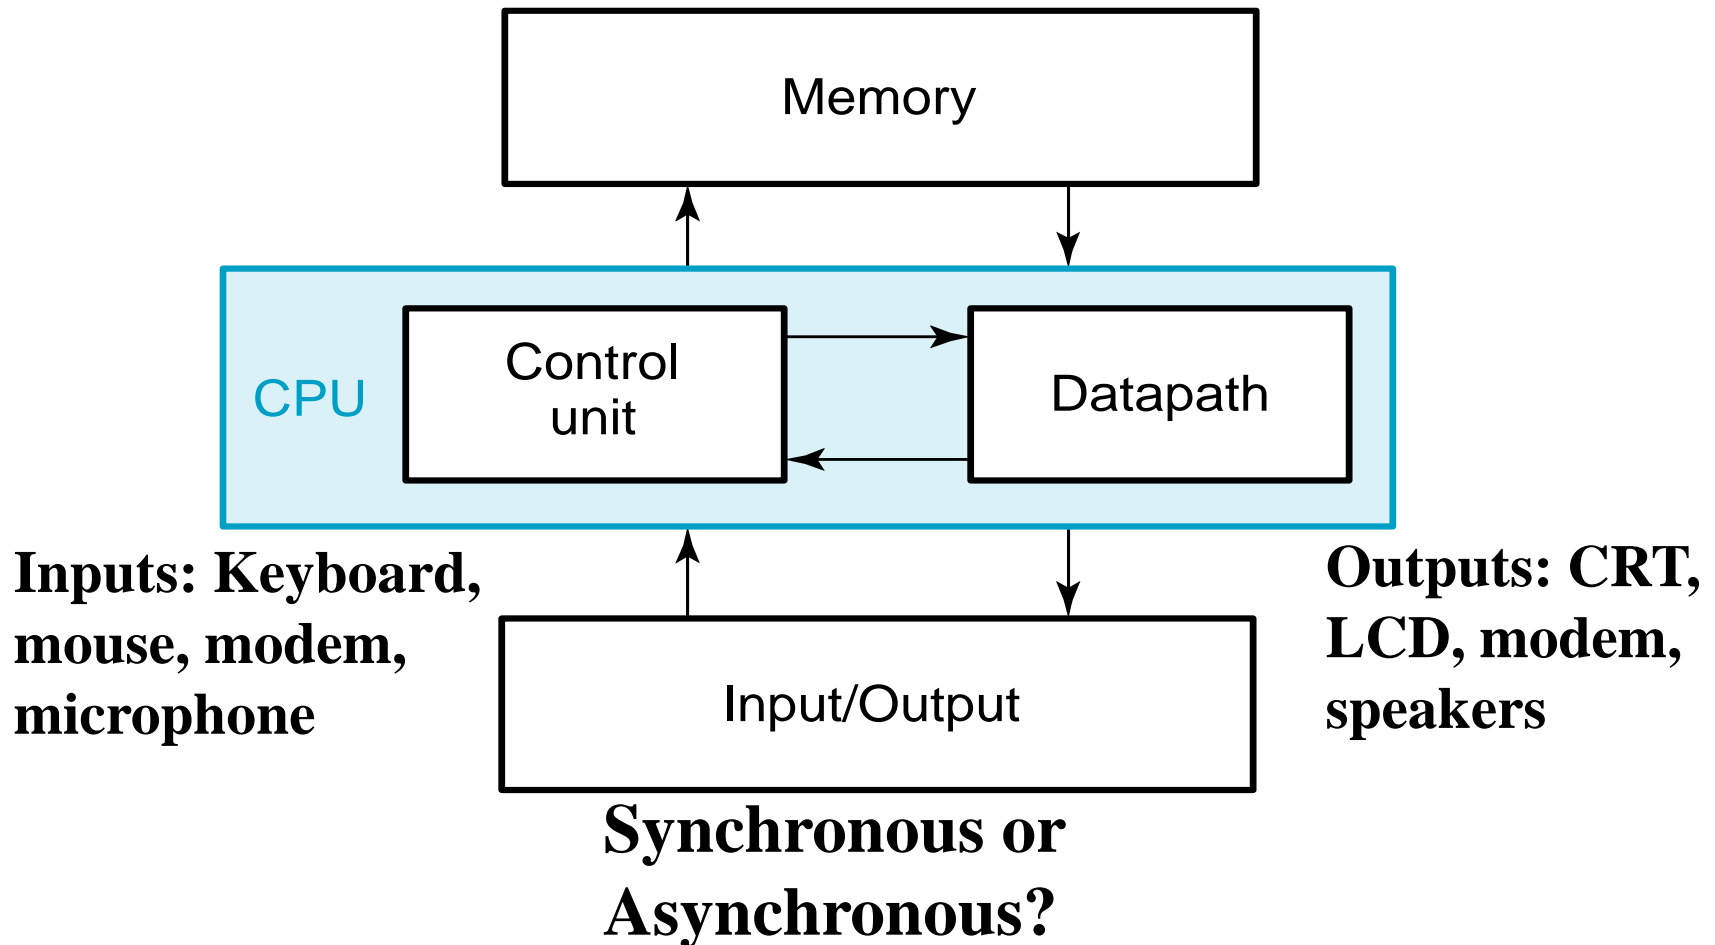 Memory
Control
unit
CPU
Datapath
Inputs: Keyboard,
mouse, modem,
microphone
Outputs: CRT,
LCD, modem,
speakers
Input/Output
Synchronous or
Asynchronous?